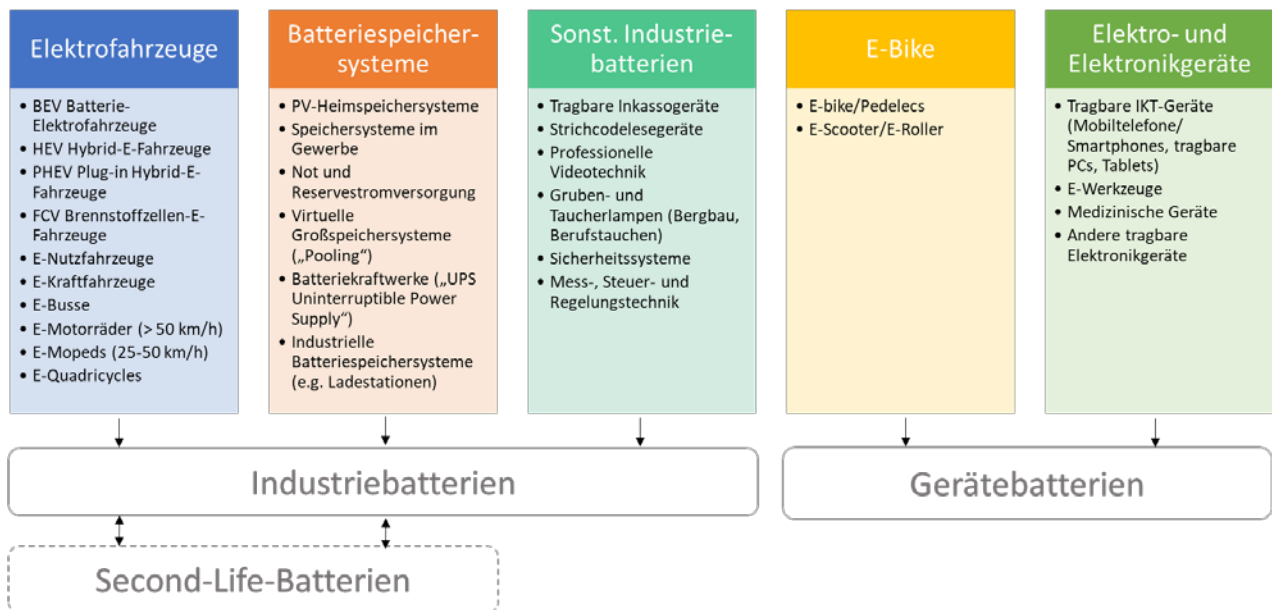 Elektrofahrzeuge
• BEV Batterie-
Elektrofahrzeuge
• HEV Hybrid-E-Fahrzeuge
• PHEV Plug-in Hybrid-E-
Fahrzeuge
• FCV Brennstoffzellen-E-
Fahrzeuge
• E-Nutzfahrzeuge
• E-Kraftfahrzeuge
• E-Busse
• E-Motorräder (> 50 km/h)
• E-Mopeds (25-50 km/h)
• E-Quadricycles
Batteriespeicher-
systeme
• PV-Heimspeichersysteme
• Speichersysteme im
Gewerbe
• Not und
Reservestromversorgung
• Virtuelle
Großspeichersysteme
(„Pooling“)
• Batteriekraftwerke („UPS
Uninterruptible Power
Supply“)
• Industrielle
Batteriespeichersysteme
(e.g. Ladestationen)
Sonst. Industrie-
batterien
• Tragbare Inkassogeräte
• Strichcodelesegeräte
• Professionelle
Videotechnik
• Gruben- und
Taucherlampen (Bergbau,
Berufstauchen)
• Sicherheitssysteme
• Mess-, Steuer- und
Regelungstechnik
E-Bike
• E-bike/Pedelecs
• E-Scooter/E-Roller
Elektro- und
Elektronikgeräte
• Tragbare IKT-Geräte
(Mobiltelefone/
Smartphones, tragbare
PCs, Tablets)
• E-Werkzeuge
• Medizinische Geräte
• Andere tragbare
Elektronikgeräte
Industriebatterien
Gerätebatterien
Second-Life-Batterien